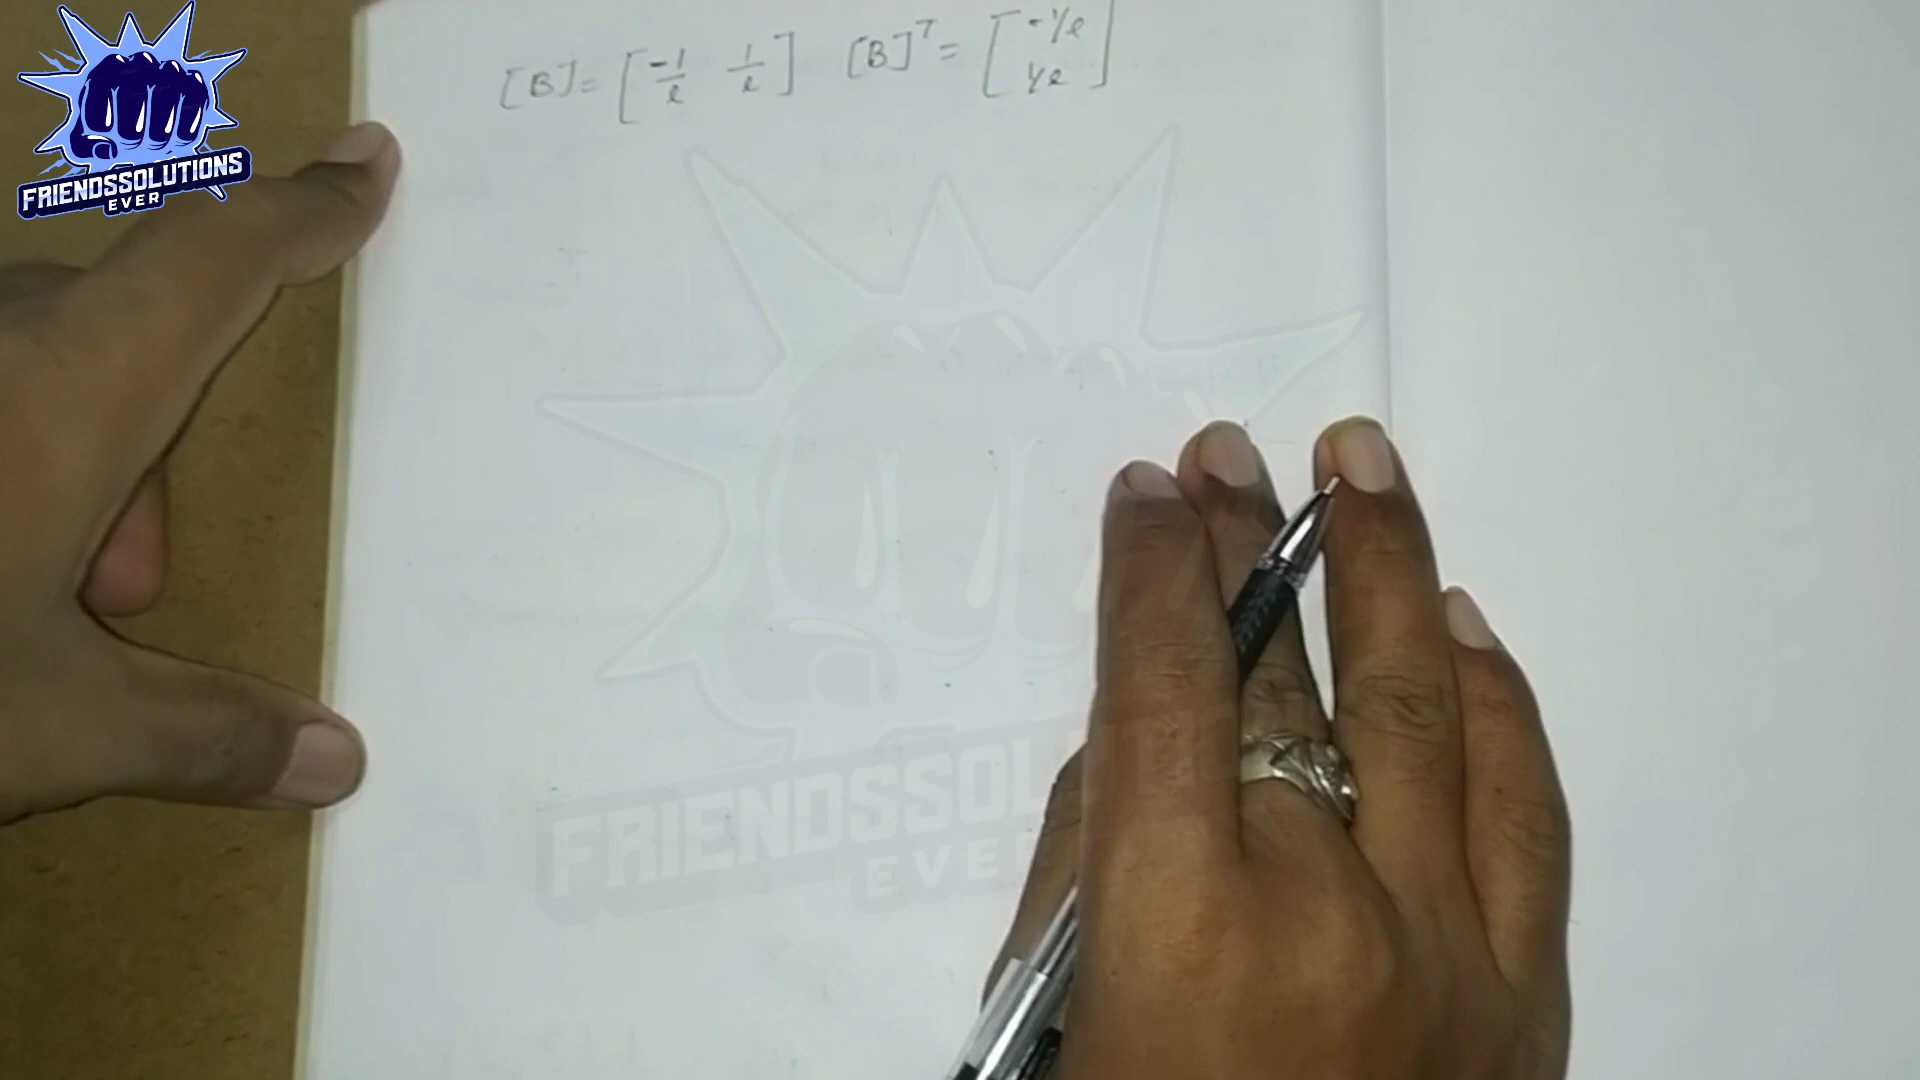 FRIENDSSOLUTIONS
EVER
[B] = [-1/l 1/l] [B]^T = [-1/l
1/l]
FRIENDSSOL
EVE